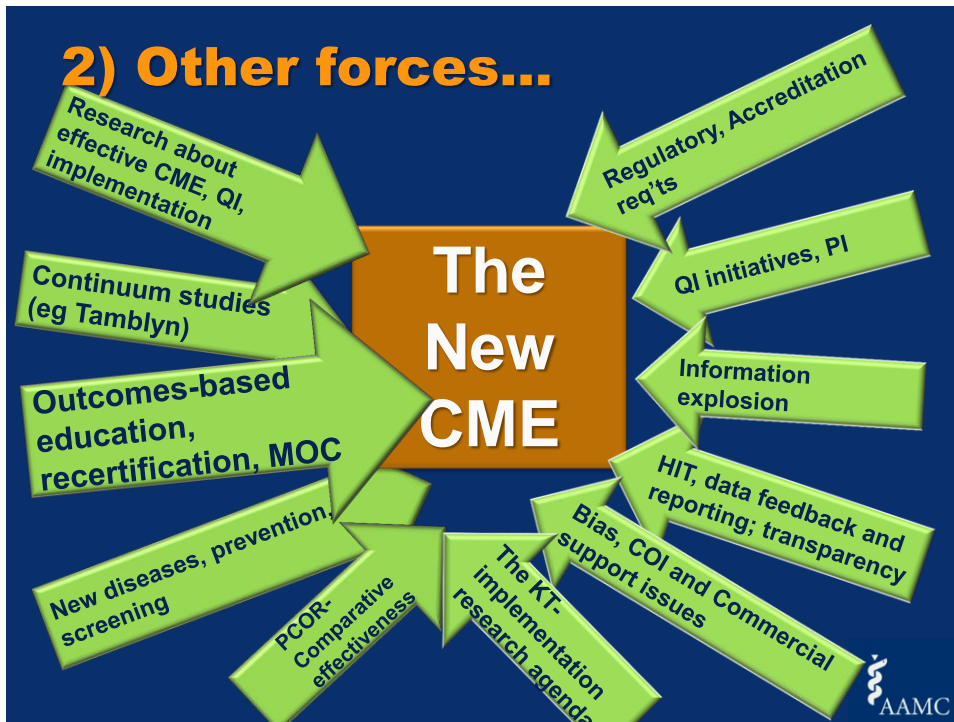 2) Other forces...
Research about
effective CME, QI,
implementation
Continuum studies
(eg Tamblyn)
Outcomes-based
education,
recertification, MOC
New diseases, prevention,
screening
PCOR-
Comparative
effectiveness
The KT-
implementation
research agenda
Bias, COI and Commercial
support issues
HIT, data feedback and
reporting; transparency
Information
explosion
QI initiatives, PI
Regulatory, Accreditation
req'ts
The
New
CME
AAMC